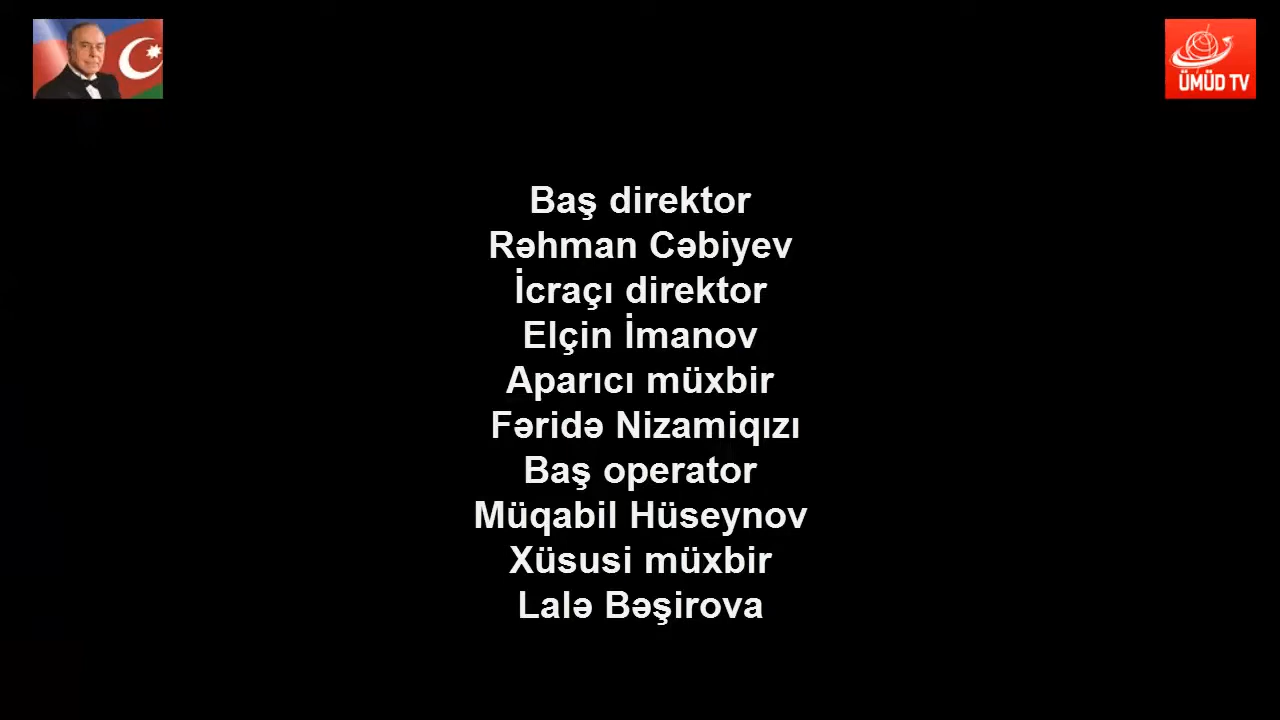 ÜMÜD TV
Baş direktor
Rəhman Cəbiyev
İcraçı direktor
Elçin İmanov
Aparıcı müxbir
Fəridə Nizamiqızı
Baş operator
Müqabil Hüseynov
Xüsusi müxbir
Lalə Bəşirova